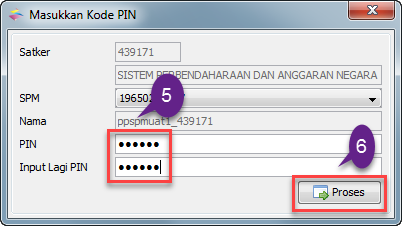 Masukkan Kode PIN
Satker 439171
SISTEM PERBENDAHARAAN DAN ANGGARAN NEGARA
SPM
5
Nama ppspmuat1_439171
PIN ●●●●●●
6
Input Lagi PIN ●●●●●●
Proses